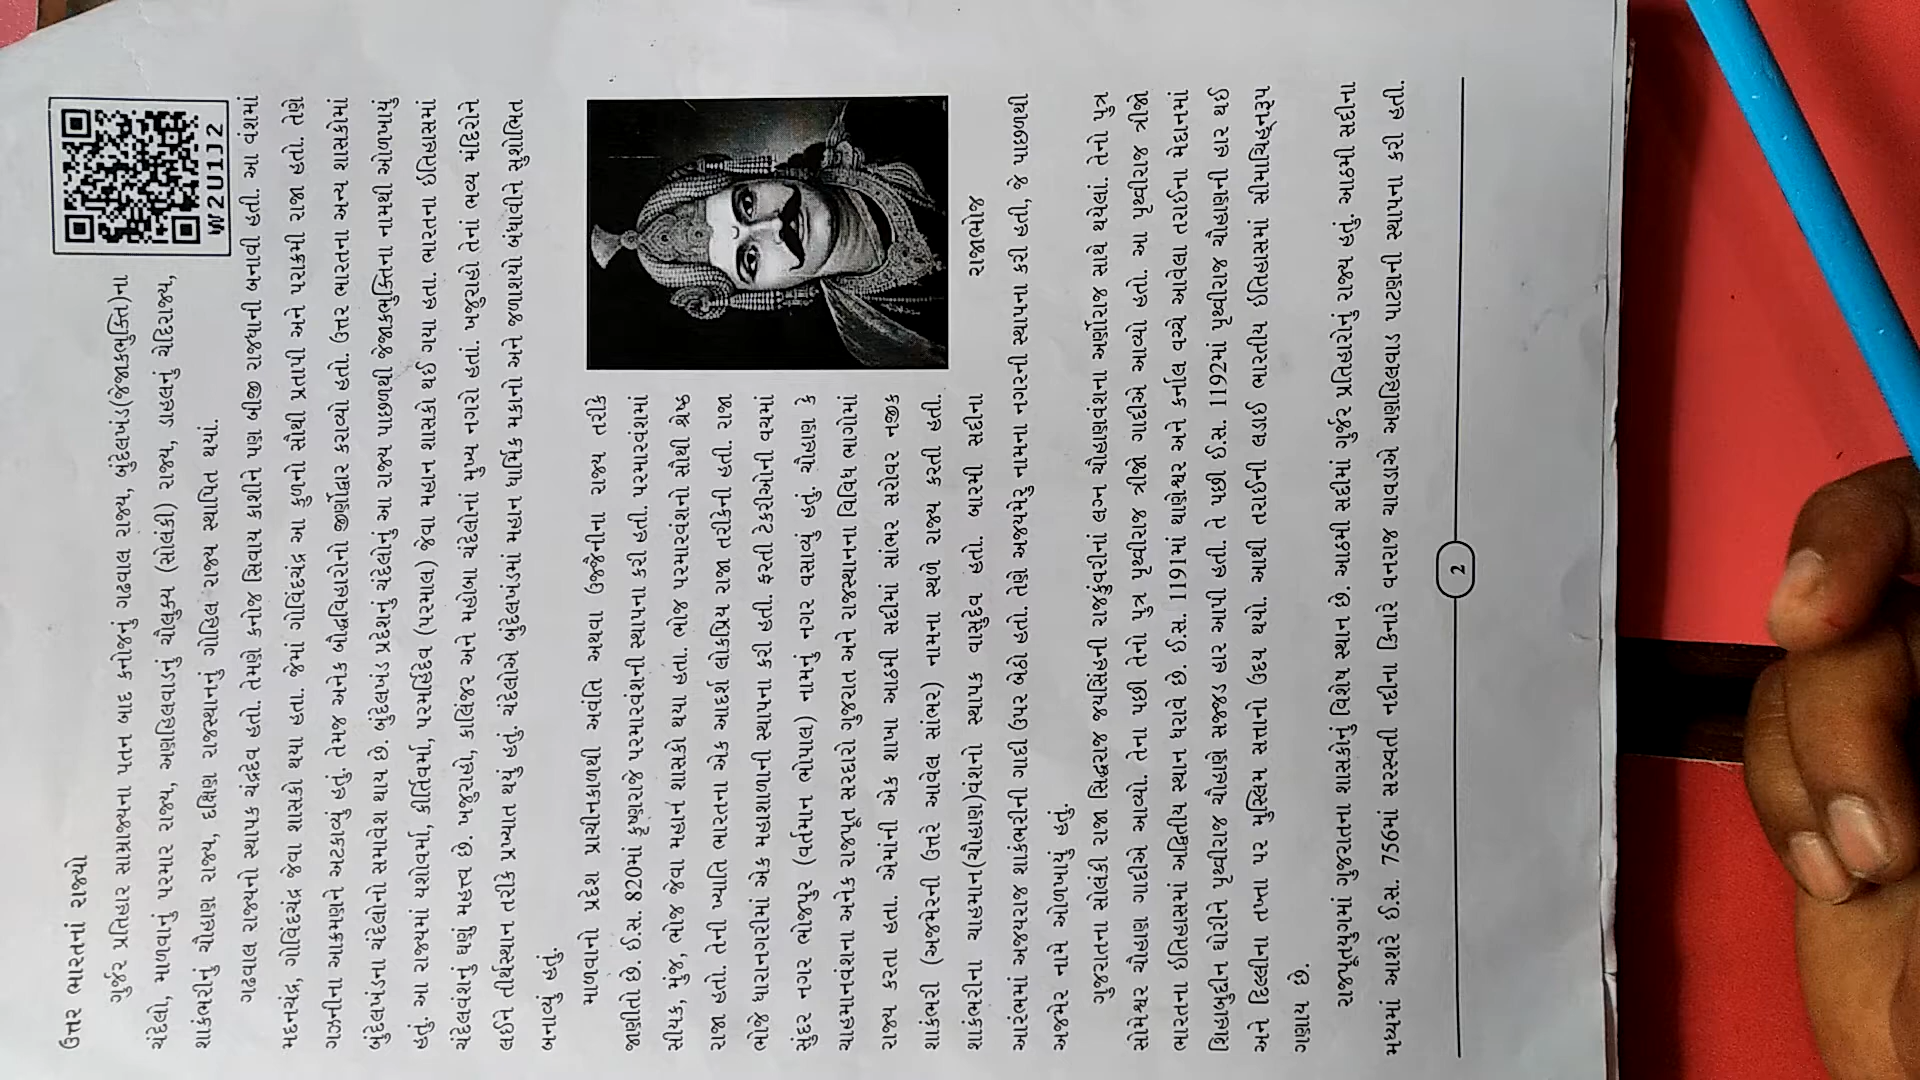 ઉત્તર ભારતનાં રાજ્યો
W2U1J2
ગુર્જર પ્રતિહાર સામ્રાજ્યના પતન બાદ કનોજનું ગઢવાલ રાજ્ય, બુંદેલખંડ(જેજાકભુક્તિ)ના
ચંદેલો, માળવાનું પરમાર રાજ્ય, અણહિલવાડનું ચૌલુક્ય (સોલંકી) રાજ્ય, ડાહલનું ચેદિરાજ્ય,
શાકંભરીનું ચૌહાણ રાજ્ય, દક્ષિણ રાજસ્થાનનું ગોહિલ રાજ્ય સ્થાપિત થયાં.
ગઢવાલ રાજ્યનો સ્થાપક ચંદ્રદેવ હતો. તેમણે કનોજ સિવાય કાશીને પણ બીજી રાજધાની બનાવી હતી. આ વંશમાં
મદનચંદ્ર, ગોવિંદચંદ્ર જેવા શાસકો થયા હતા. જેમાં ગોવિંદચંદ્ર આ કુળનો સૌથી પ્રતાપી અને પરાક્રમી રાજા હતો. તેણે
ગઝનીના આક્રમણને અટકાવ્યું હતું. તેમજ અનેક બૌદ્ધવિહારોનો જીર્ણોદ્ધાર કરાવ્યો હતો. ઉત્તર ભારતના અન્ય શાસકોમાં
બુંદેલખંડના ચંદેલોનો સમાવેશ થાય છે. બુંદેલખંડ પ્રદેશનું ચંદેલોનું આ રાજ્ય પાછળથી જેજાકભુક્તિના નામથી ઓળખાયું
હતું. આ રાજ્યમાં યશોવર્મા, કીર્તિવર્મા, પરમર્દિદેવ (પરમાલ) જેવા મહાન શાસકો થઈ ગયા હતા. ભારતના ઈતિહાસમાં
ચંદેલવંશનું ઘણું મહત્ત્વ છે. ખજુરાહો, કાલિંજર અને મહોબા ચંદેલોનાં મુખ્ય નગરો હતાં. ખજુરાહો તેનાં ભવ્ય મંદિરોને
લઈને તીર્થસ્થાન તરીકે પ્રખ્યાત થયું હતું. ચંદેલોએ બુંદેલખંડમાં મહાન ધાર્મિક મકાનો અને જળાશયો બંધાવીને સુશોભિત
બનાવ્યું હતું.
માળવાનો પ્રદેશ પ્રાચીનકાળથી અવંતિ અથવા ઉજ્જૈનીના રાજ્ય તરીકે
જાણીતો છે. ઈ.સ. 820માં કૃષ્ણરાજે પરમારવંશની સ્થાપના કરી હતી. પરમારવંશમાં
સીયક, મુંજ, ભોજ જેવા મહાન શાસકો થયા હતા. ભોજ પરમારવંશનો સૌથી શ્રેષ્ઠ
રાજા હતો. તેની ખ્યાતિ ભારતના એક આદર્શ લોકપ્રિય રાજા તરીકેની હતી. રાજા
ભોજે ધારાનગરીમાં એક મહાશાળાની સ્થાપના કરી હતી. ફરતી ટેકરીઓની વચમાં
સુંદર નગર ભોજપુર (વર્તમાન ભોપાલ) નામનું નગર વસાવ્યું હતું. ચૌહાણ કે
ચાહમાનવંશના અનેક રાજપૂત સરદારો ગુજરાત અને રાજસ્થાનના વિવિધ ભાગોમાં
રાજ્ય કરતા હતા. એમાંની એક શાખા આઠમી સદીમાં સાંભર સરોવર નજીક
શાકંભરી (અજમેરની ઉત્તરે આવેલ સાંભર) નામના સ્થળે રાજ્ય કરતી હતી.
શાકંભરીના ચાહમાન(ચૌહાણ)વંશનો સ્થાપક વાસુદેવ હતો. બારમી સદીના
રાજાભોજ
આરંભમાં અજયરાજ શાકંભરીની ગાદી ઉપર બેઠો હતો. તેણે અજયમેરુ નામના નગરની સ્થાપના કરી હતી, જે પાછળથી
અજમેર નામે ઓળખાયું હતું.
ગુજરાતના સોલંકી રાજા સિદ્ધરાજ જયસિંહની રાજકુંવરીનાં લગ્ન ચૌહાણવંશના અર્ણોરાજ સાથે થયેલાં. તેનો પુત્ર
સોમેશ્વર ચૌહાણ ગાદીએ આવ્યો. તેના પછી તેનો પુત્ર પૃથ્વીરાજ ત્રીજો ગાદીએ આવ્યો હતો. આ પૃથ્વીરાજ ત્રીજો
ભારતના ઈતિહાસમાં અદ્વિતીય સ્થાન ધરાવે છે. ઈ.સ. 1191માં થાણેશ્વર અને કર્નાલ વચ્ચે આવેલા તરાઈના મેદાનમાં
શિહાબુદ્દીન ઘોરીને પૃથ્વીરાજ ચૌહાણે સજ્જડ હાર આપી હતી. તે પછી ઈ.સ. 1192માં પૃથ્વીરાજ ચૌહાણની હાર થઈ
અને દિલ્લીના તખ્તા પર મુસ્લિમ સત્તાનો ઉદય થયો. આથી તરાઈની લડાઈ ભારતીય ઈતિહાસમાં સીમાચિહ્નરૂપ
ગણાય છે.
રાજપૂતયુગમાં ગુજરાતના શાસકોનું વિશેષ સ્થાન છે. આઠમી સદીમાં ગુર્જર પ્રતિહારોનું રાજ્ય હતું. આઠમી સદીના
મધ્યમાં આશરે ઈ.સ. 756માં સરસ્વતી નદીના કિનારે વનરાજ ચાવડાએ અણહિલવાડ પાટણની સ્થાપના કરી હતી.
2